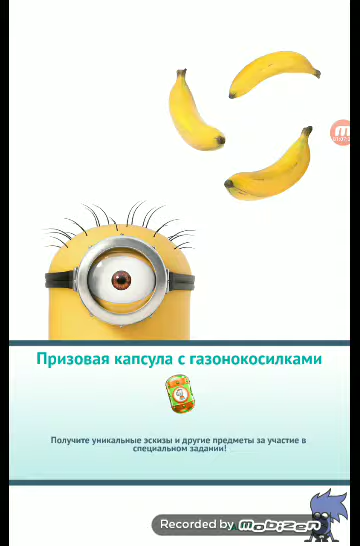 Призовая капсула с газонокосилками
Получите уникальные эскизы и другие предметы за участие в
специальном задании!
Recorded by Mobizen